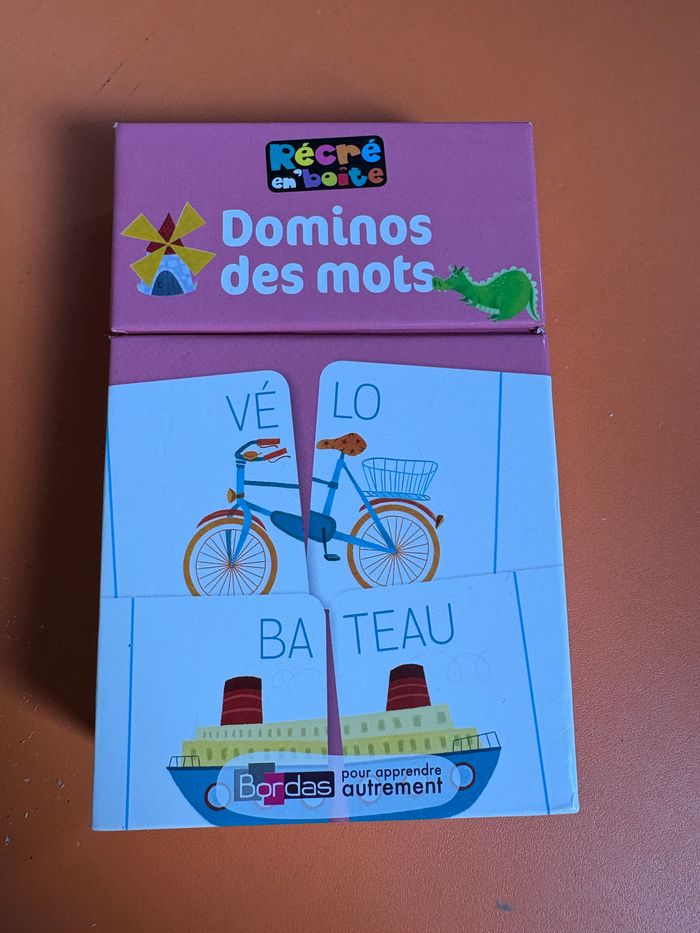 Récré
en'boîte
Dominos
des mots
VÉ LO
BA TEAU
Bordas
pour apprendre
autrement